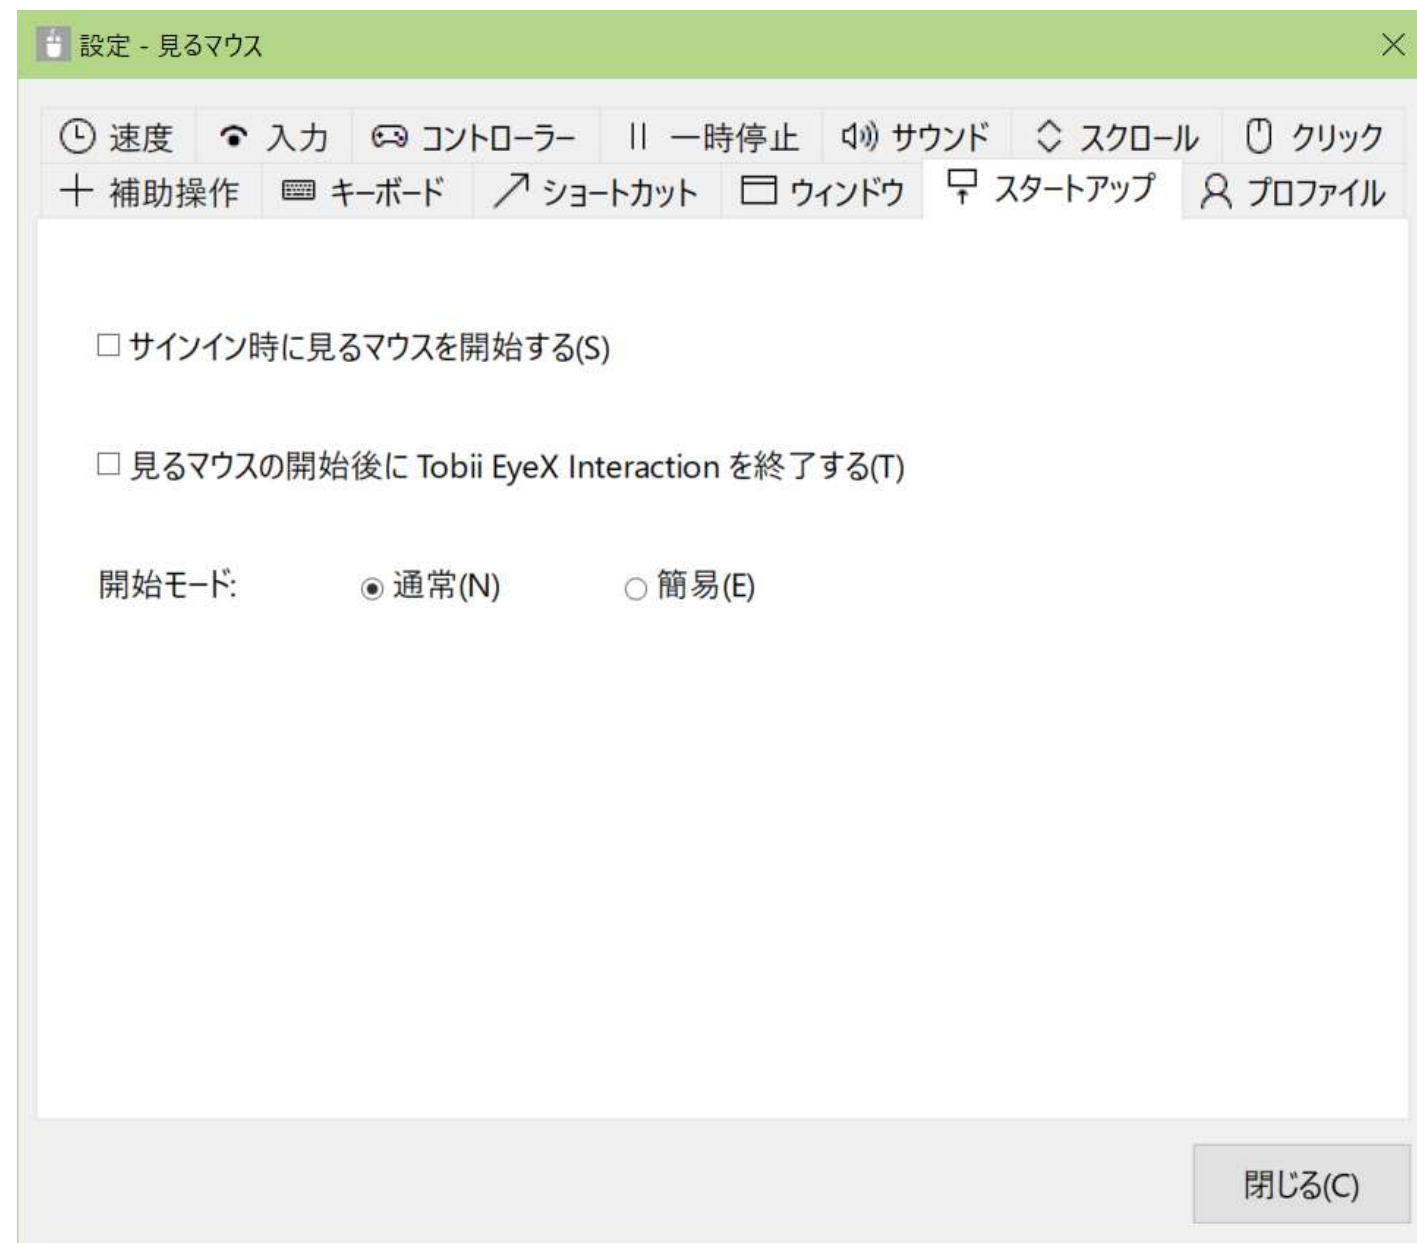 設定 - 見るマウス
速度 入力 コントローラー 一時停止 サウンド スクロール クリック
補助操作 キーボード ショートカット ウィンドウ スタートアップ プロファイル
サインイン時に見るマウスを開始する(S)
見るマウスの開始後に Tobii EyeX Interaction を終了する(T)
開始モード: 通常(N) 簡易(E)
閉じる(C)